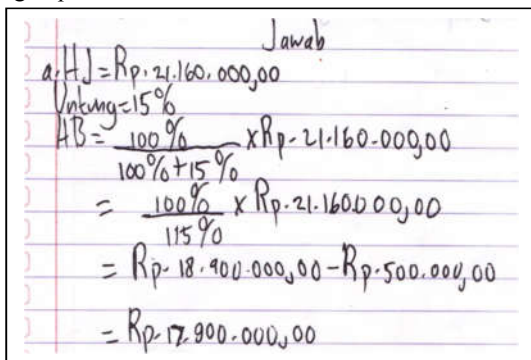 Jawab
a. HJ = Rp. 21.160.000,00
Untung = 15%
HB = 100% / 100% + 15% x Rp. 21.160.000,00
= 100% / 115% x Rp. 21.160.000,00
= Rp. 18.400.000,00 - Rp. 500.000,00
= Rp. 17.900.000,00